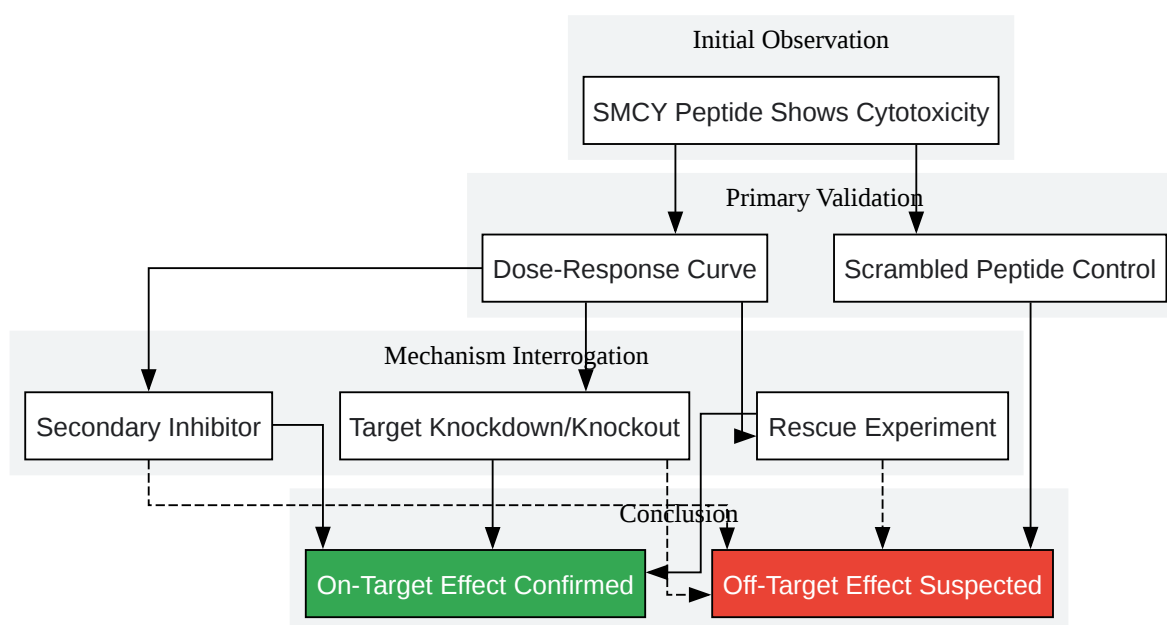 Initial Observation
SMCY Peptide Shows Cytotoxicity
Primary Validation
Dose-Response Curve
Scrambled Peptide Control
Mechanism Interrogation
Secondary Inhibitor
Target Knockdown/Knockout
Rescue Experiment
Conclusion
On-Target Effect Confirmed
Off-Target Effect Suspected